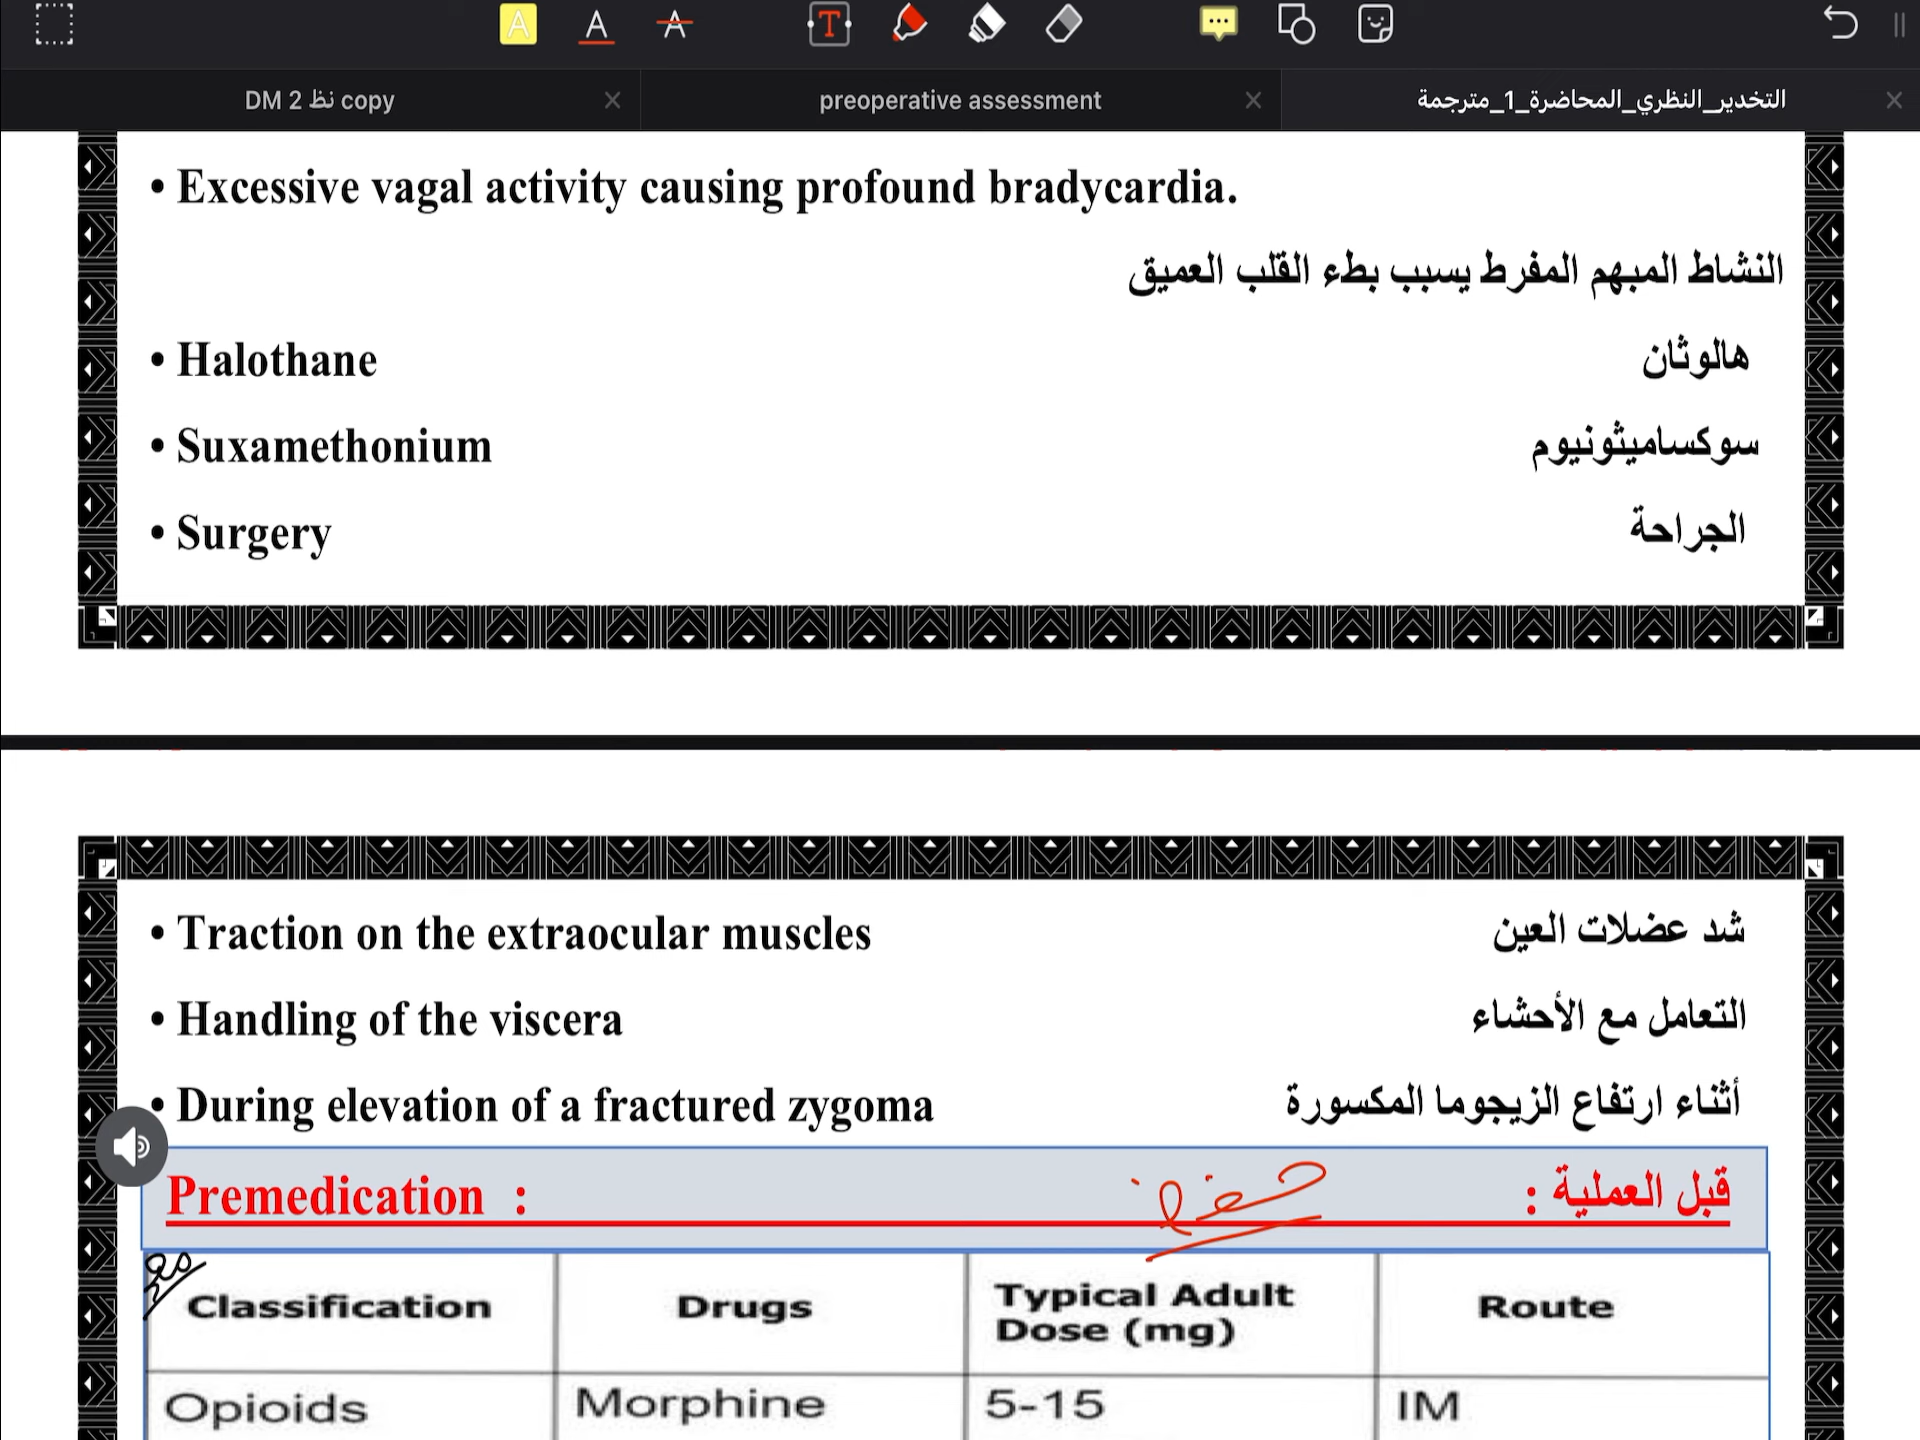 DM 2 نظ copy
preoperative assessment
التخدير_النظري_المحاضرة_1_مترجمة
• Excessive vagal activity causing profound bradycardia.
النشاط المبهم المفرط يسبب بطء القلب العميق
• Halothane هالوثان
• Suxamethonium سوكساميثونيوم
• Surgery الجراحة
• Traction on the extraocular muscles شد عضلات العين
• Handling of the viscera التعامل مع الأحشاء
• During elevation of a fractured zygoma أثناء ارتفاع الزيجوما المكسورة
Premedication : قبل العملية :
Classification Drugs Typical Adult Dose (mg) Route
Opioids Morphine 5-15 IM